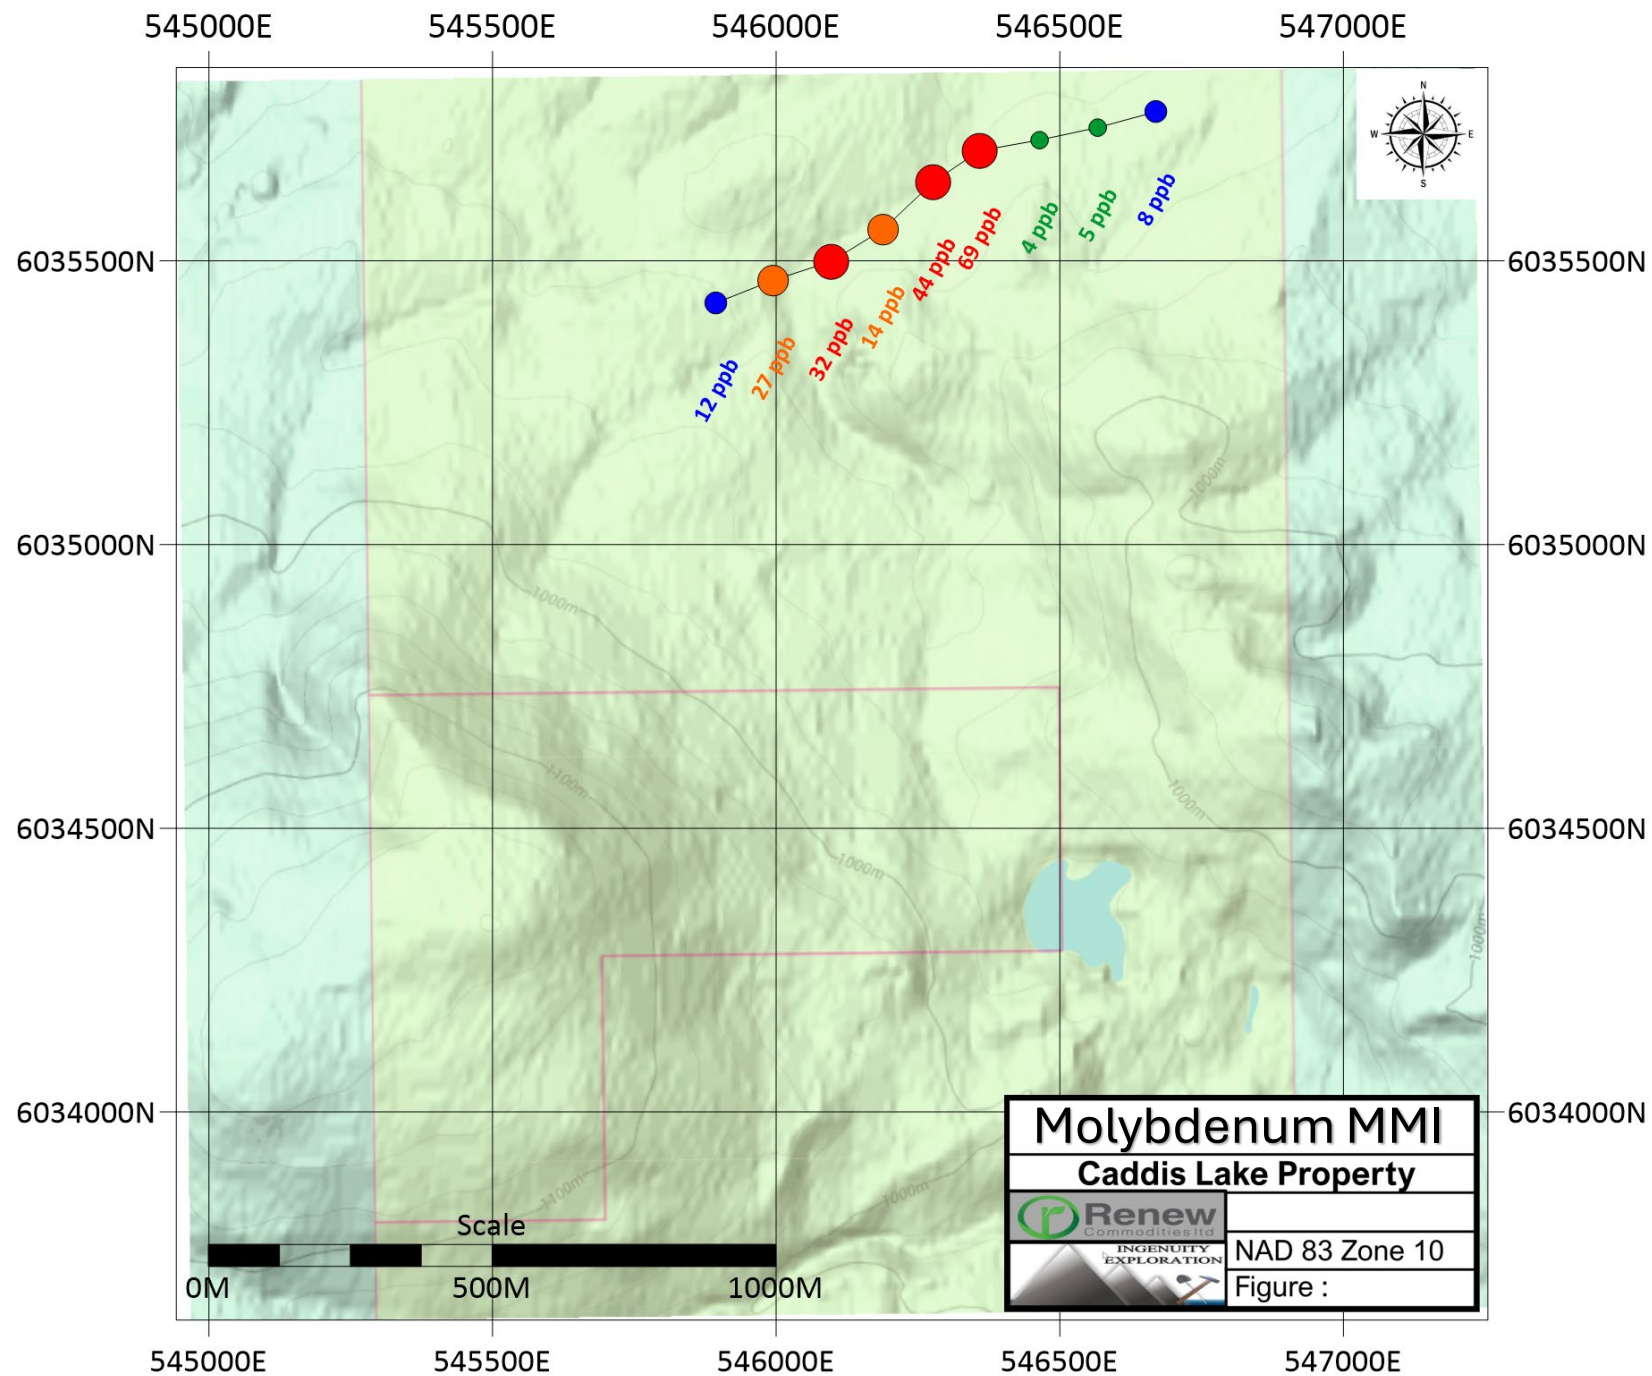 545000E 545500E 546000E 546500E 547000E
N
W E
S
8 ppb
5 ppb
4 ppb
69 ppb
44 ppb
14 ppb
32 ppb
27 ppb
12 ppb
6035500N 6035500N
1000m
6035000N 6035000N
1000m
1100m
1000m
6034500N 6034500N
1000m
1000m
6034000N 6034000N
1100m
1000m
Molybdenum MMI
Caddis Lake Property
r Renew
Commodities ltd
INGENUITY
EXPLORATION
NAD 83 Zone 10
Figure :
Scale
0M 500M 1000M
545000E 545500E 546000E 546500E 547000E